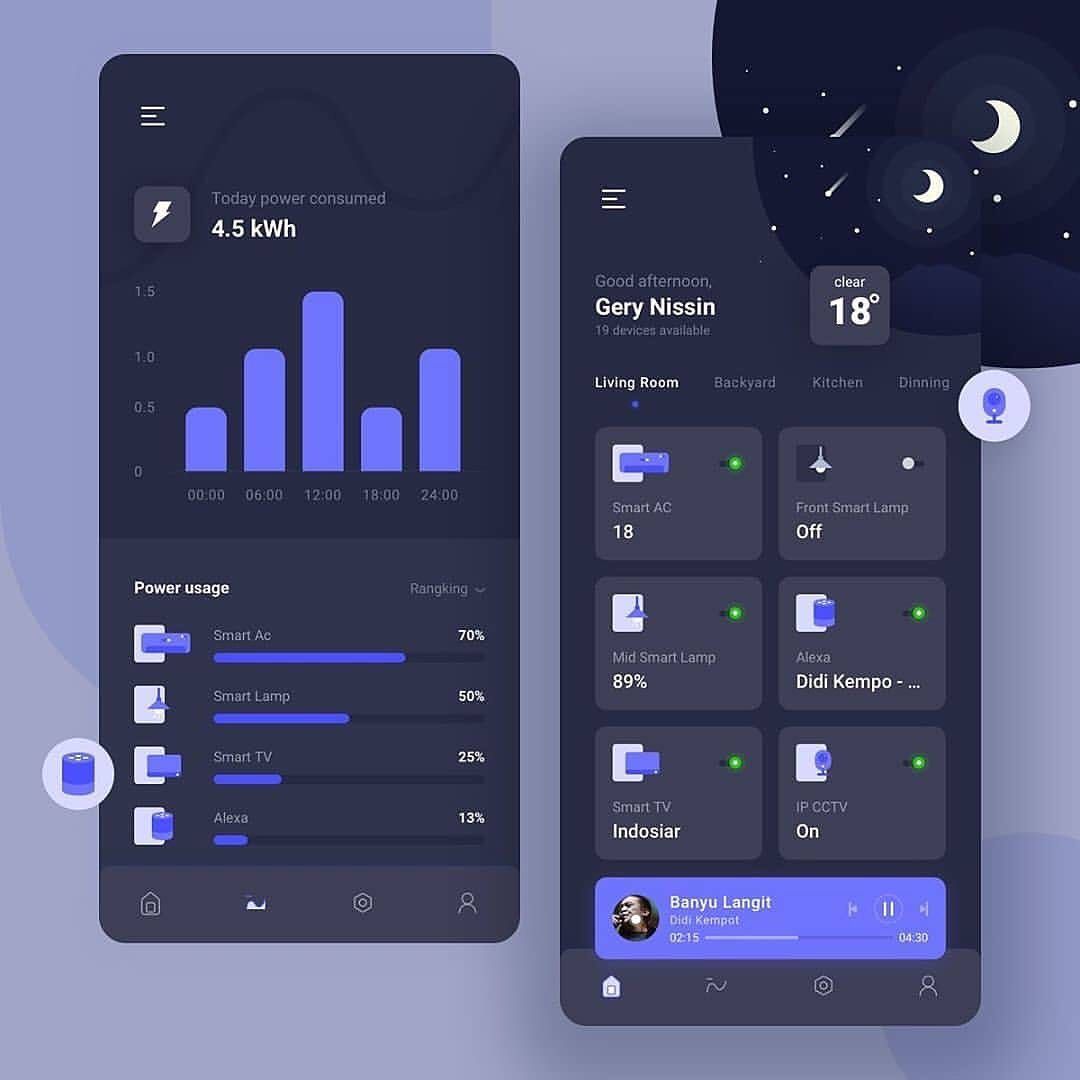 Today power consumed
4.5 kWh
1.5
1.0
0.5
0
00:00 06:00 12:00 18:00 24:00
Power usage
Rangking
Smart Ac 70%
Smart Lamp 50%
Smart TV 25%
Alexa 13%
Good afternoon,
Gery Nissin
19 devices available
clear
18°
Living Room Backyard Kitchen Dinning
Smart AC
18
Front Smart Lamp
Off
Mid Smart Lamp
89%
Alexa
Didi Kempo - ...
Smart TV
Indosiar
IP CCTV
On
Banyu Langit
Didi Kempot
02:15 04:30